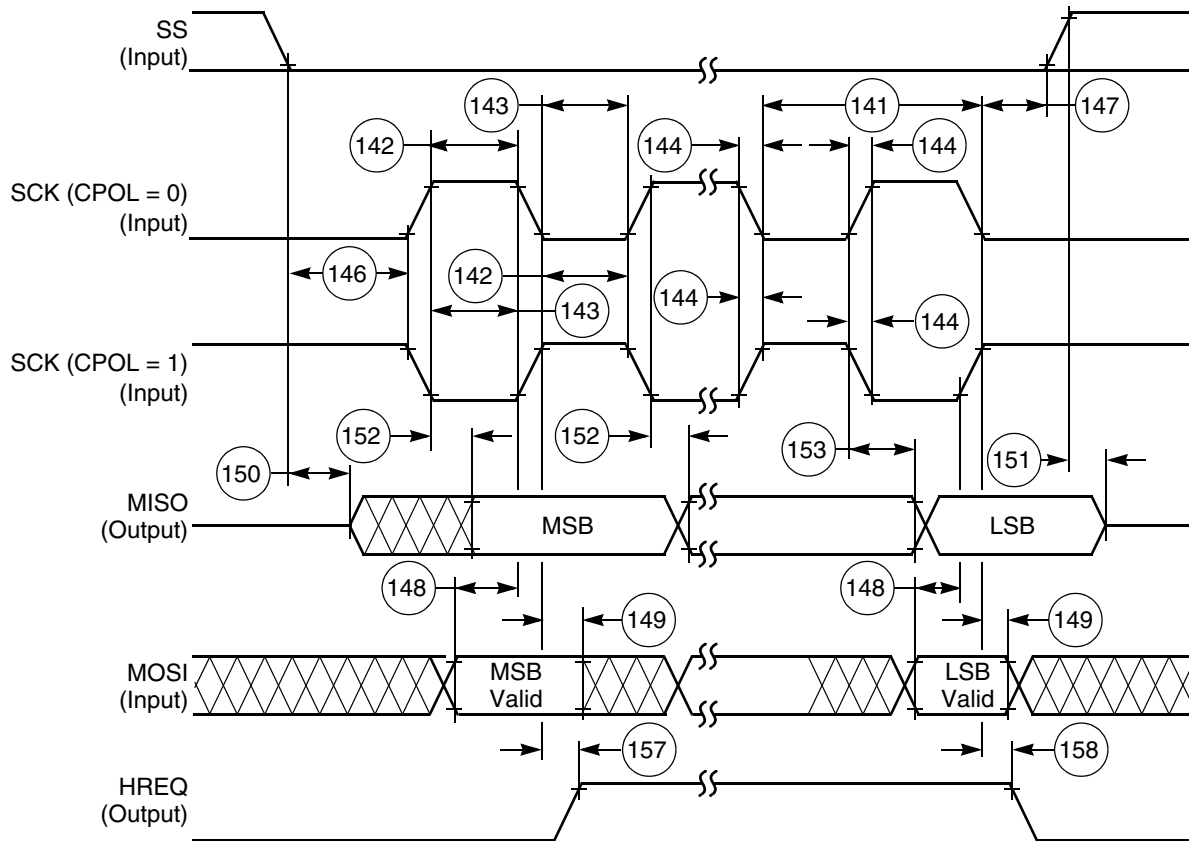 SS
(Input)
143
141
147
142
144
144
SCK (CPOL = 0)
(Input)
146
142
144
143
144
SCK (CPOL = 1)
(Input)
152
152
153
150
151
MISO
(Output)
MSB
LSB
148
148
149
149
MOSI
(Input)
MSB
Valid
LSB
Valid
157
158
HREQ
(Output)